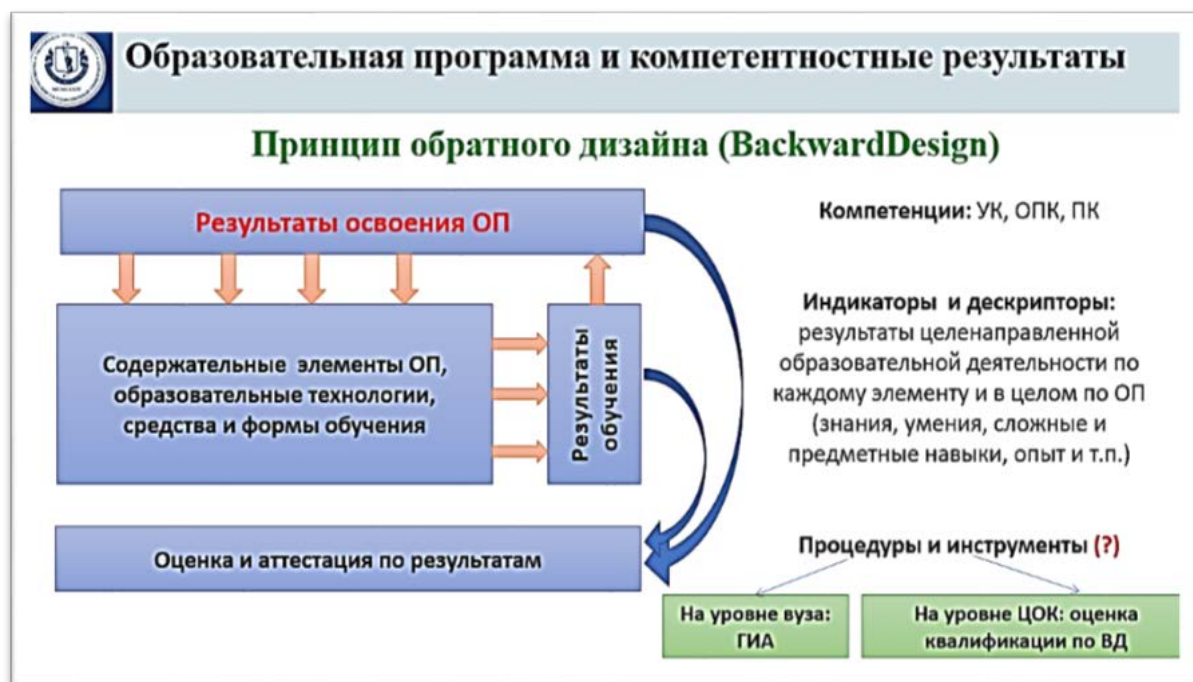 Образовательная программа и компетентностные результаты
Принцип обратного дизайна (BackwardDesign)
Результаты освоения ОП
Содержательные элементы ОП,
образовательные технологии,
средства и формы обучения
Результаты
обучения
Оценка и аттестация по результатам
Компетенции: УК, ОПК, ПК
Индикаторы и дескрипторы:
результаты целенаправленной
образовательной деятельности по
каждому элементу и в целом по ОП
(знания, умения, сложные и
предметные навыки, опыт и т.п.)
Процедуры и инструменты (?)
На уровне вуза:
ГИА
На уровне ЦОК: оценка
квалификации по ВД